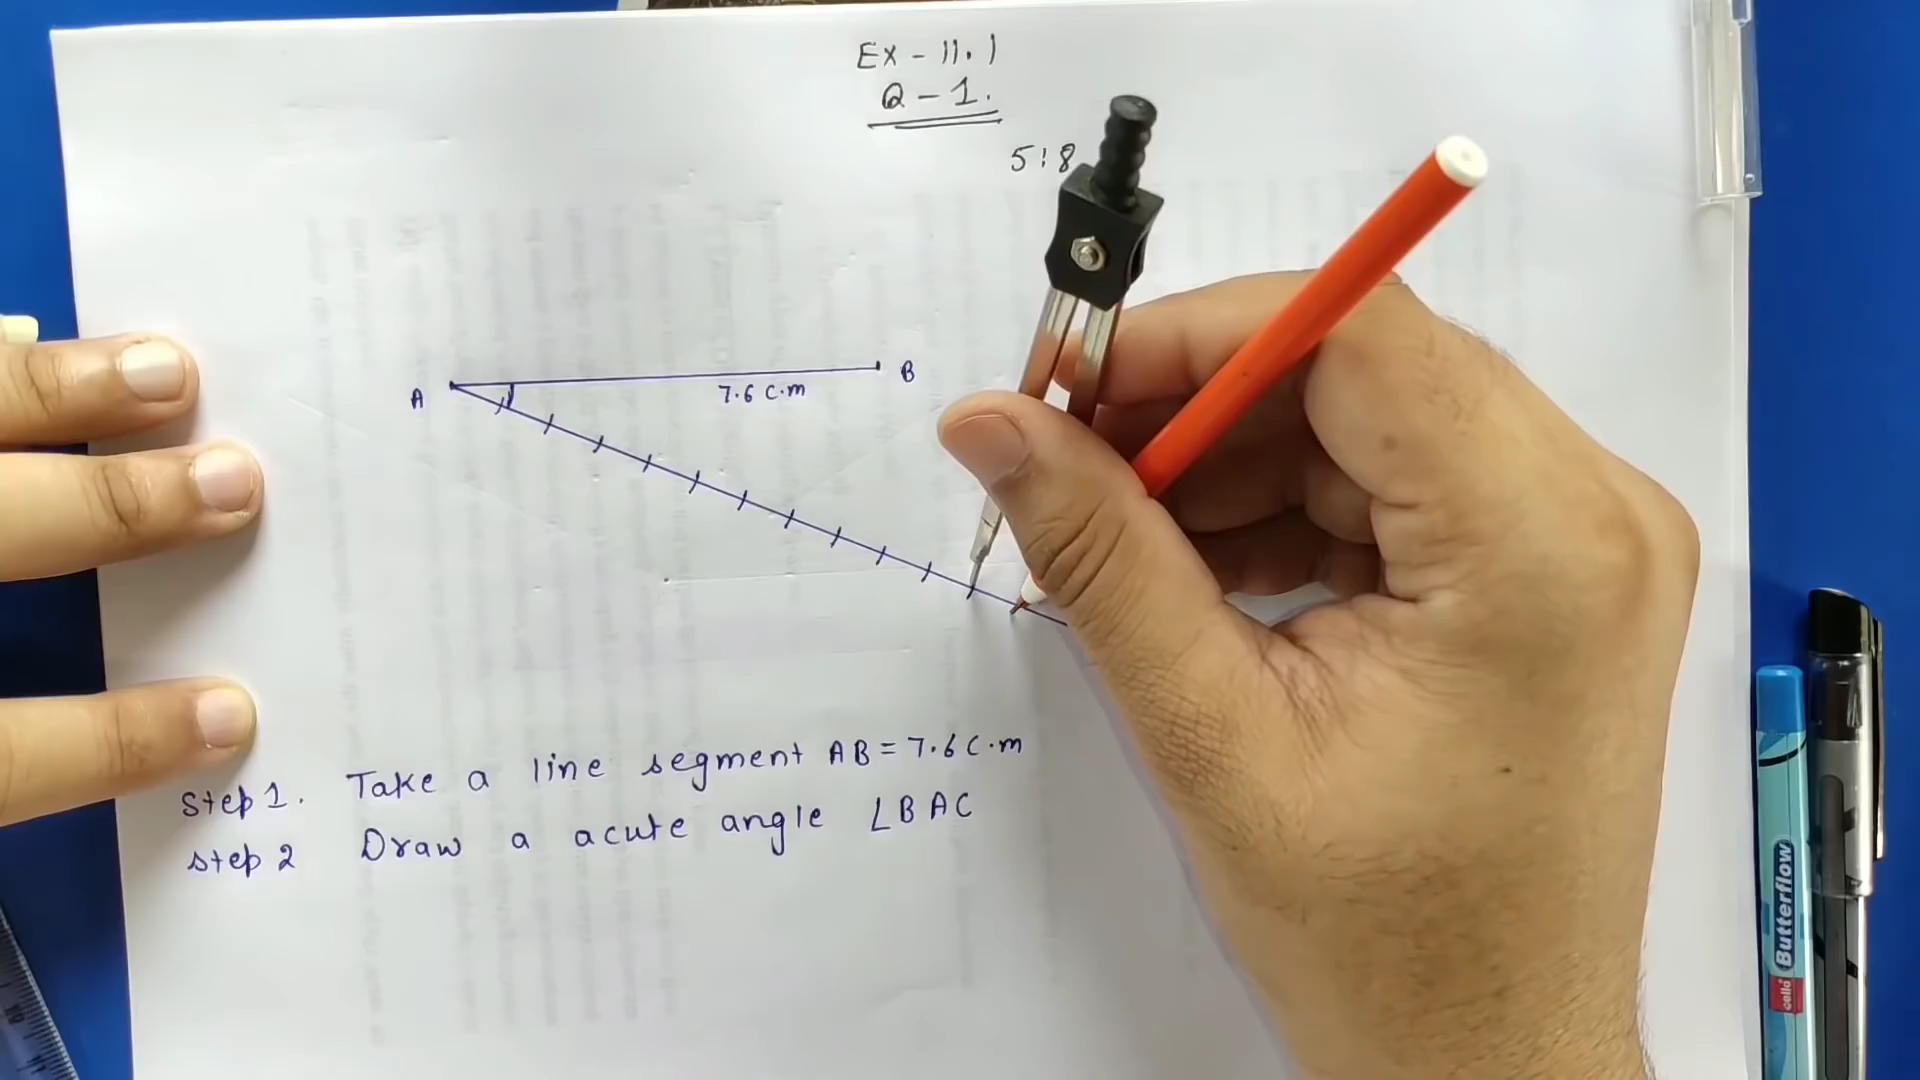 Ex - 11.1
Q - 1.
5:8
A
B
7.6 C.m
Step 1. Take a line segment AB = 7.6 C.m
Step 2 Draw a acute angle ∠BAC
cello Butterflow